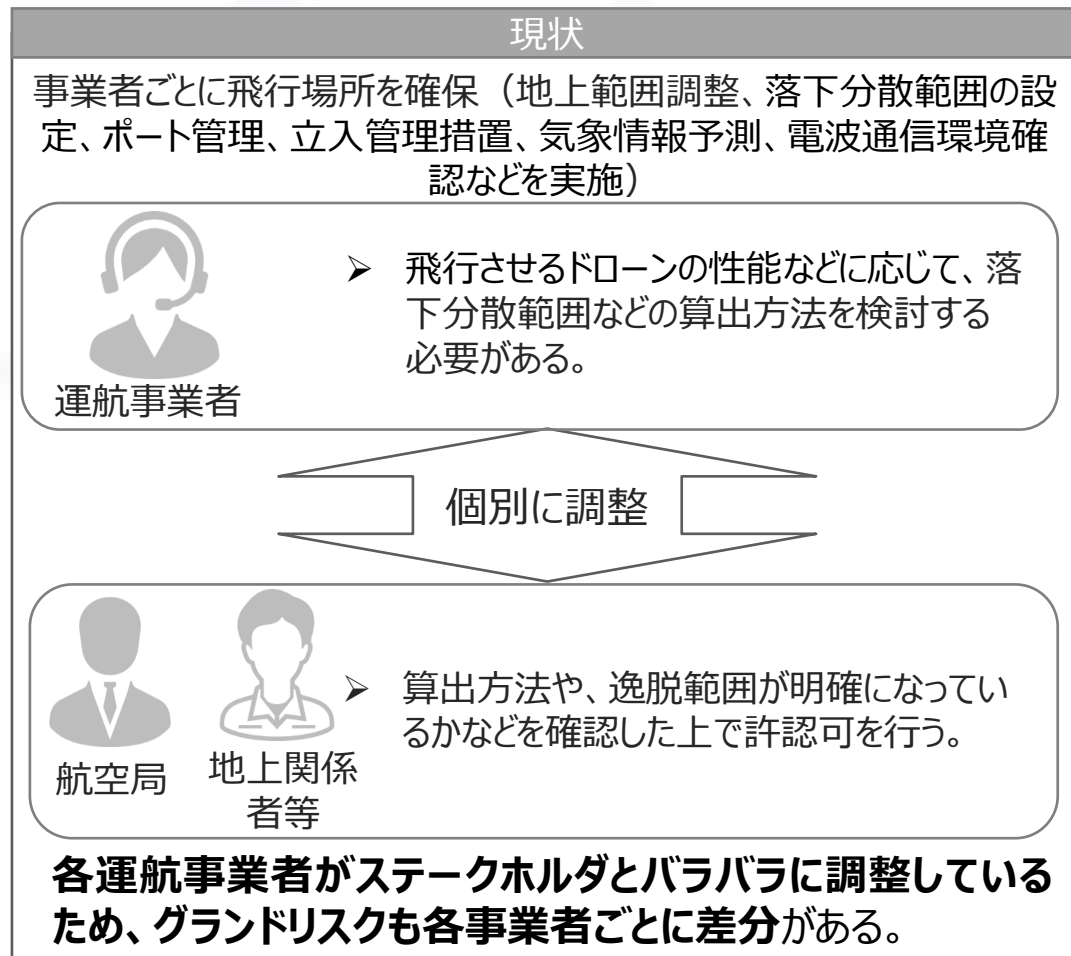 現状
事業者ごとに飛行場所を確保（地上範囲調整、落下分散範囲の設
定、ポート管理、立入管理措置、気象情報予測、電波通信環境確
認などを実施）
➢ 飛行させるドローンの性能などに応じて、落
下分散範囲などの算出方法を検討する
必要がある。
運航事業者
個別に調整
➢ 算出方法や、逸脱範囲が明確になってい
るかなどを確認した上で許認可を行う。
航空局
地上関係
者等
各運航事業者がステークホルダとバラバラに調整している
ため、グランドリスクも各事業者ごとに差分がある。